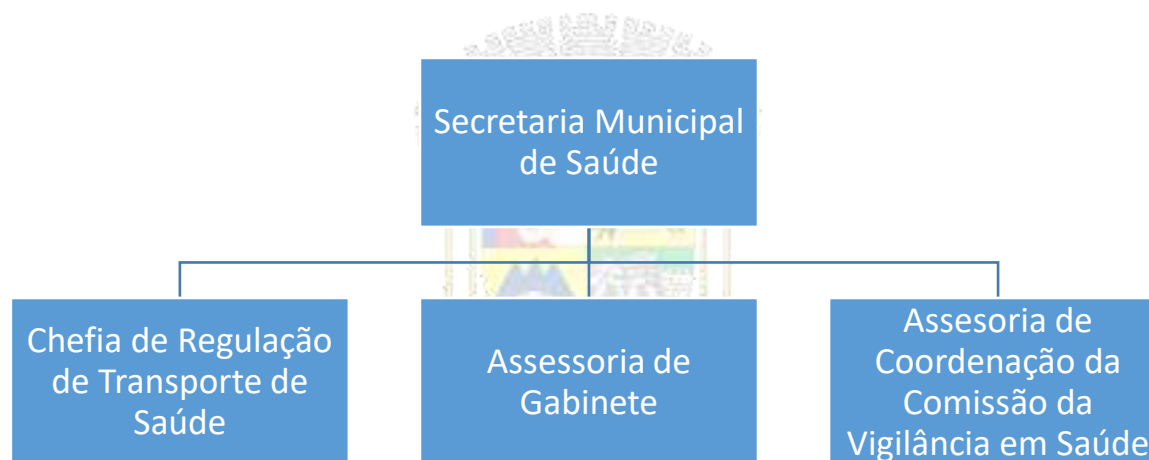 Secretaria Municipal
de Saúde
Chefia de Regulação
de Transporte de
Saúde
Assessoria de
Gabinete
Assesoria de
Coordenação da
Comissão da
Vigilância em Saúde